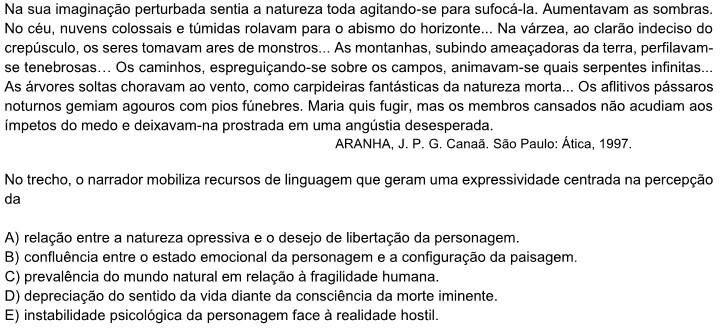 Na sua imaginação perturbada sentia a natureza toda agitando-se para sufocá-la. Aumentavam as sombras.
No céu, nuvens colossais e túmidas rolavam para o abismo do horizonte... Na várzea, ao clarão indeciso do
crepúsculo, os seres tomavam ares de monstros... As montanhas, subindo ameaçadoras da terra, perfilavam-
se tenebrosas... Os caminhos, espreguiçando-se sobre os campos, animavam-se quais serpentes infinitas...
As árvores soltas choravam ao vento, como carpideiras fantásticas da natureza morta... Os aflitivos pássaros
noturnos gemiam agouros com pios fúnebres. Maria quis fugir, mas os membros cansados não acudiam aos
ímpetos do medo e deixavam-na prostrada em uma angústia desesperada.
ARANHA, J. P. G. Canaã. São Paulo: Ática, 1997.
No trecho, o narrador mobiliza recursos de linguagem que geram uma expressividade centrada na percepção
da
A) relação entre a natureza opressiva e o desejo de libertação da personagem.
B) confluência entre o estado emocional da personagem e a configuração da paisagem.
C) prevalência do mundo natural em relação à fragilidade humana.
D) depreciação do sentido da vida diante da consciência da morte iminente.
E) instabilidade psicológica da personagem face à realidade hostil.